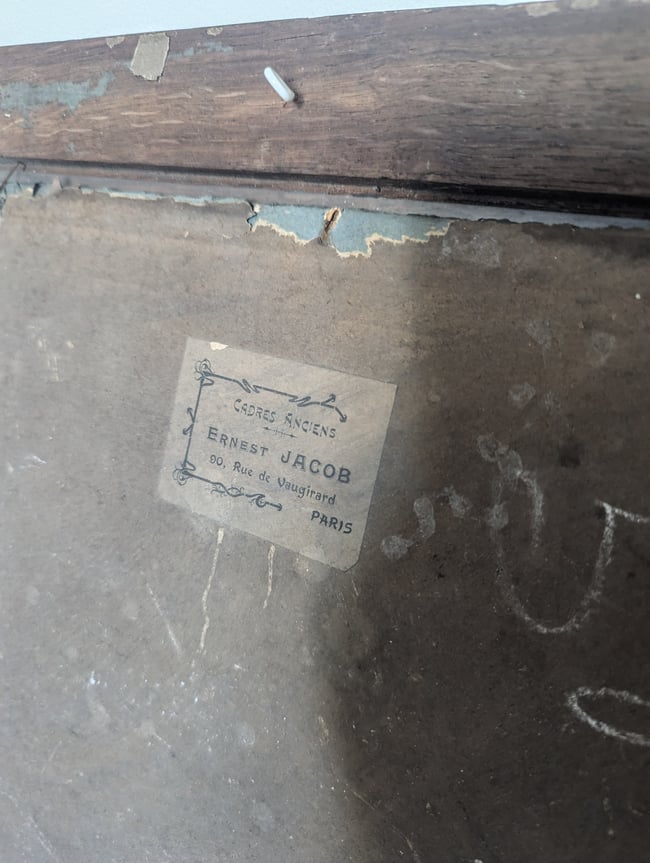 CADRES ANCIENS
ERNEST JACOB
90, Rue de Vaugirard
PARIS